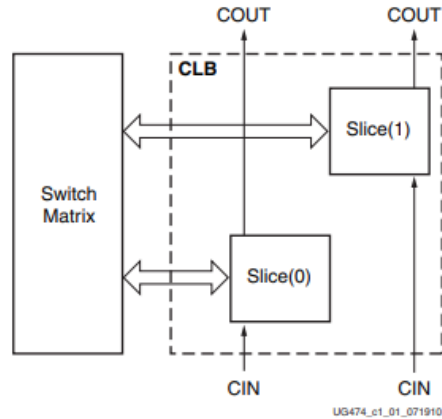 COUT
COUT
CLB
Slice(1)
Switch
Matrix
Slice(0)
CIN
CIN
UG474_c1_01_071910